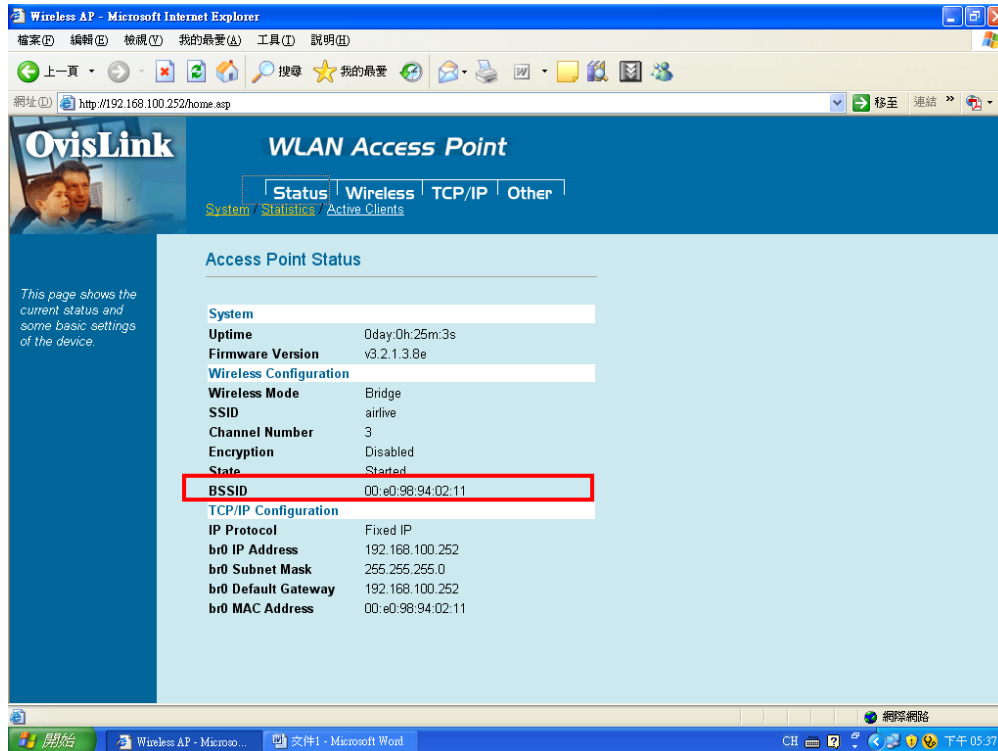 Wireless AP - Microsoft Internet Explorer
檔案(F) 編輯(E) 檢視(V) 我的最愛(A) 工具(T) 說明(H)
上一頁 搜尋 我的最愛
網址(D) http://192.168.100.252/home.asp 移至 連結 »
OvisLink WLAN Access Point
Status Wireless TCP/IP Other
System / Statistics / Active Clients
Access Point Status
This page shows the
current status and
some basic settings
of the device.
System
Uptime 0day:0h:25m:3s
Firmware Version v3.2.1.3.8e
Wireless Configuration
Wireless Mode Bridge
SSID airlive
Channel Number 3
Encryption Disabled
State Started
BSSID 00:e0:98:94:02:11
TCP/IP Configuration
IP Protocol Fixed IP
br0 IP Address 192.168.100.252
br0 Subnet Mask 255.255.255.0
br0 Default Gateway 192.168.100.252
br0 MAC Address 00:e0:98:94:02:11
網際網路
開始 Wireless AP - Microso... 文件1 - Microsoft Word CH 下午 05:37